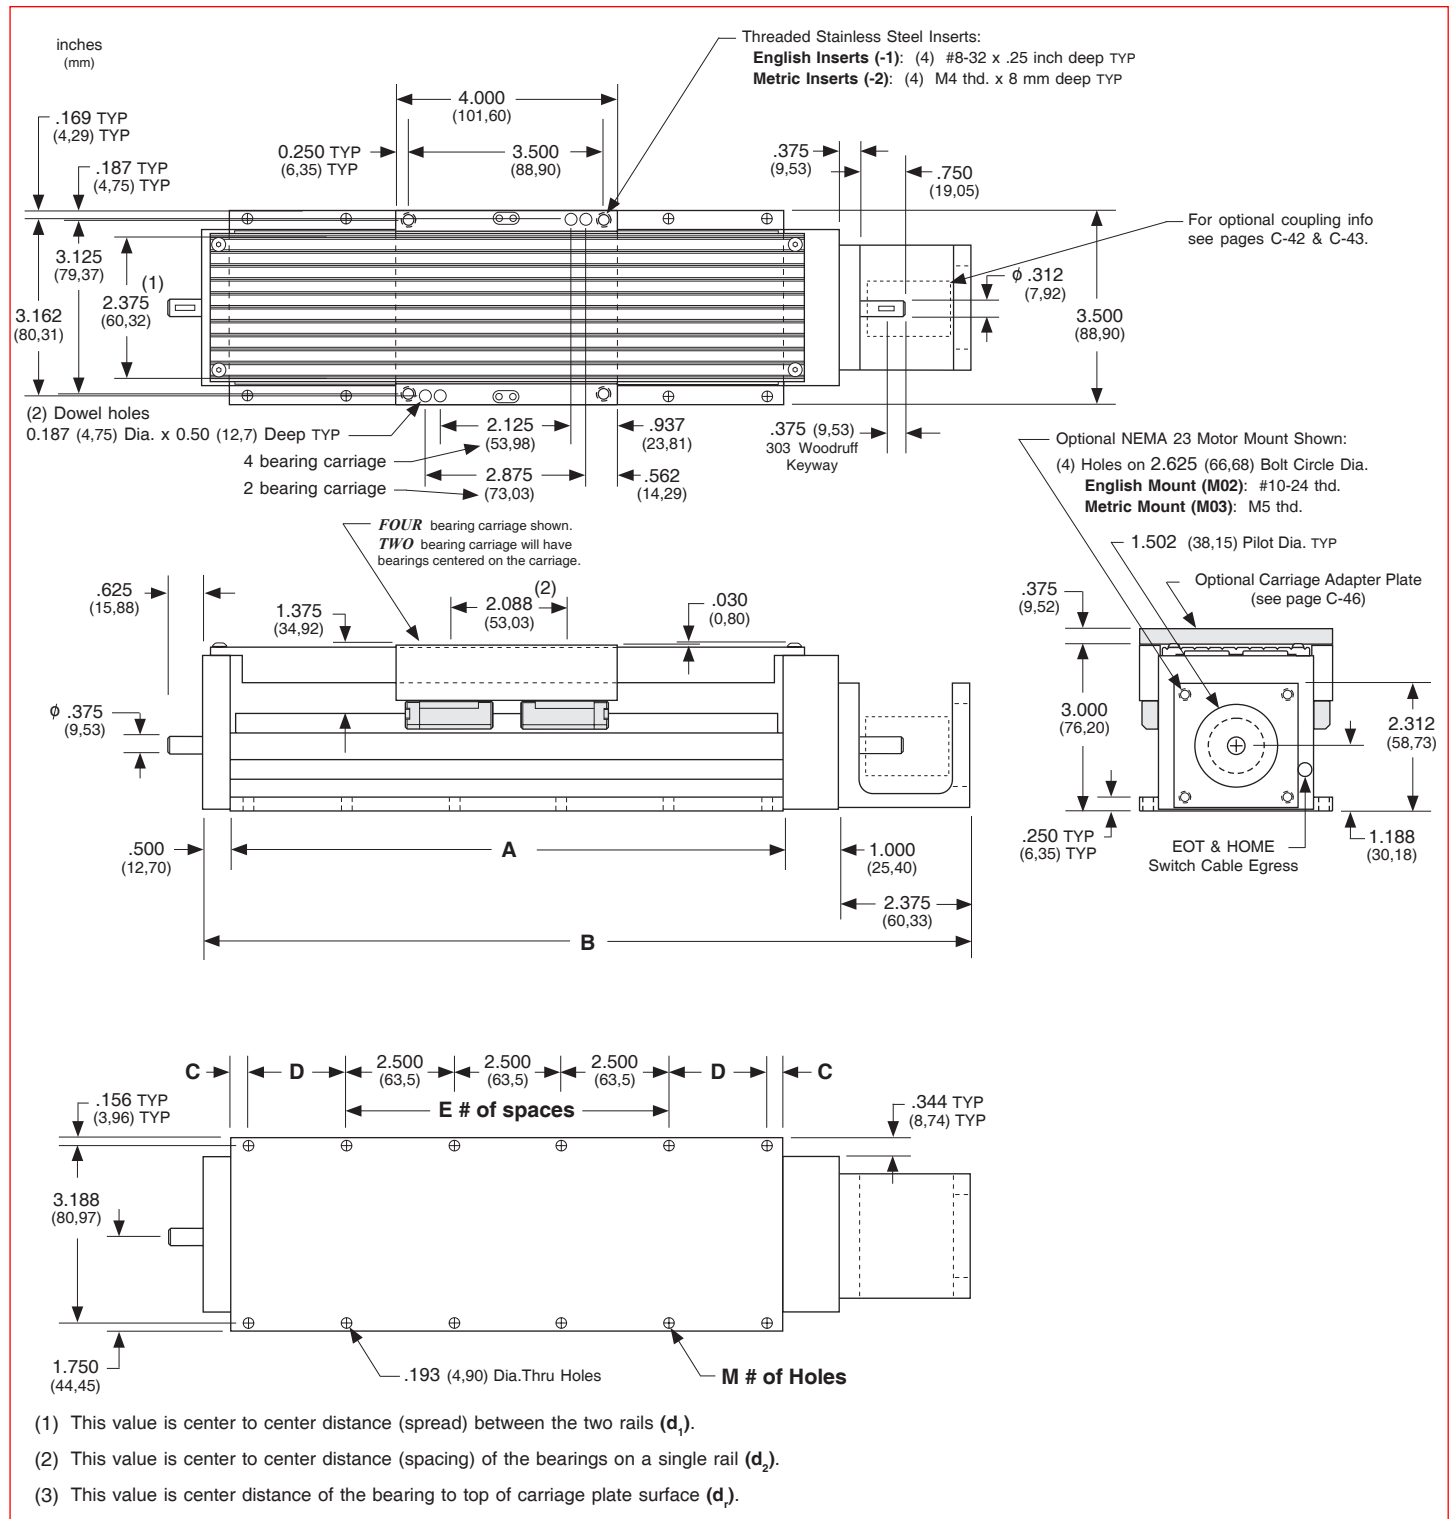 inches
(mm)
Threaded Stainless Steel Inserts:
English Inserts (-1): (4) #8-32 x .25 inch deep TYP
Metric Inserts (-2): (4) M4 thd. x 8 mm deep TYP
4.000
(101,60)
.169 TYP
(4,29) TYP
0.250 TYP
(6,35) TYP
3.500
(88,90)
.375
(9,53)
.187 TYP
(4,75) TYP
.750
(19,05)
For optional coupling info
see pages C-42 & C-43.
3.125
(79,37)
(1)
2.375
(60,32)
ϕ .312
(7,92)
3.162
(80,31)
3.500
(88,90)
(2) Dowel holes
0.187 (4,75) Dia. x 0.50 (12,7) Deep TYP
2.125
(53,98)
.937
(23,81)
4 bearing carriage
2.875
(73,03)
.562
(14,29)
2 bearing carriage
.375 (9,53)
303 Woodruff
Keyway
Optional NEMA 23 Motor Mount Shown:
(4) Holes on 2.625 (66,68) Bolt Circle Dia.
English Mount (M02): #10-24 thd.
Metric Mount (M03): M5 thd.
FOUR bearing carriage shown.
TWO bearing carriage will have
bearings centered on the carriage.
1.502 (38,15) Pilot Dia. TYP
Optional Carriage Adapter Plate
(see page C-46)
.625
(15,88)
1.375
(34,92)
(2)
2.088
(53,03)
.030
(0,80)
.375
(9,52)
ϕ .375
(9,53)
3.000
(76,20)
2.312
(58,73)
.500
(12,70)
A
1.000
(25,40)
.250 TYP
(6,35) TYP
EOT & HOME
Switch Cable Egress
1.188
(30,18)
2.375
(60,33)
B
C
D
2.500
(63,5)
2.500
(63,5)
2.500
(63,5)
D
C
E # of spaces
.156 TYP
(3,96) TYP
.344 TYP
(8,74) TYP
3.188
(80,97)
1.750
(44,45)
.193 (4,90) Dia.Thru Holes
M # of Holes
(1) This value is center to center distance (spread) between the two rails (d₁).
(2) This value is center to center distance (spacing) of the bearings on a single rail (d₂).
(3) This value is center distance of the bearing to top of carriage plate surface (dᵣ).